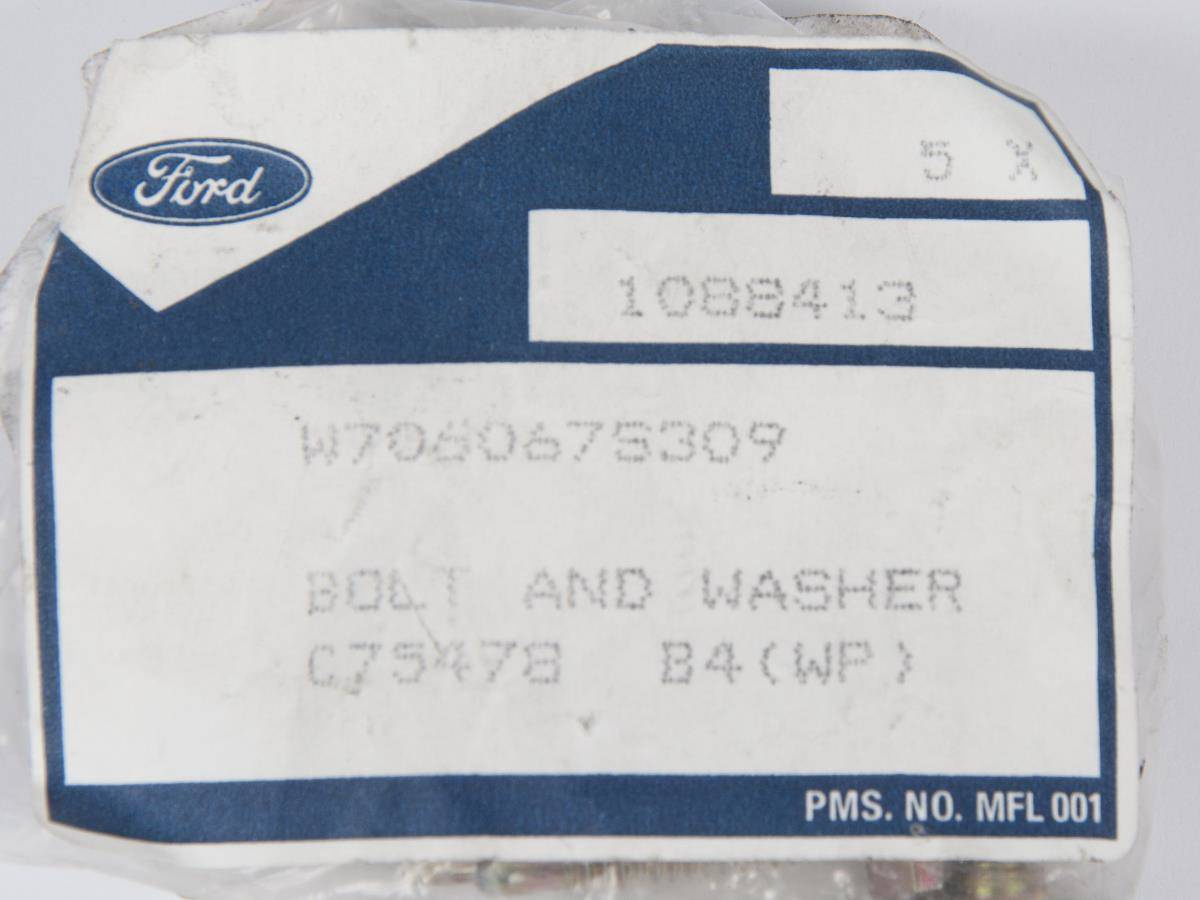 Ford
5 X
1088413
W706067S309
BOLT AND WASHER
C75478 B4(WP)
PMS. NO. MFL 001